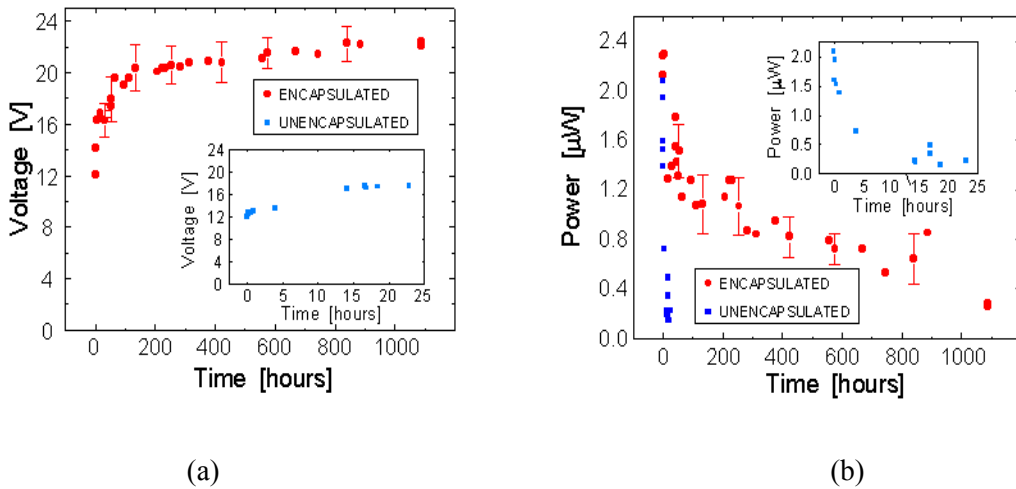 24
20
16
12
8
4
0
Voltage [V]
ENCAPSULATED
UNENCAPSULATED
24
20
16
12
8
4
0
Voltage [V]
0 5 10 15 20 25
Time [hours]
0 200 400 600 800 1000
Time [hours]
(a)
2.4
2.0
1.6
1.2
0.8
0.4
0.0
Power [µW]
2.0
1.5
1.0
0.5
0.0
Power [µW]
0 5 10 15 20 25
Time [hours]
ENCAPSULATED
UNENCAPSULATED
0 200 400 600 800 1000
Time [hours]
(b)